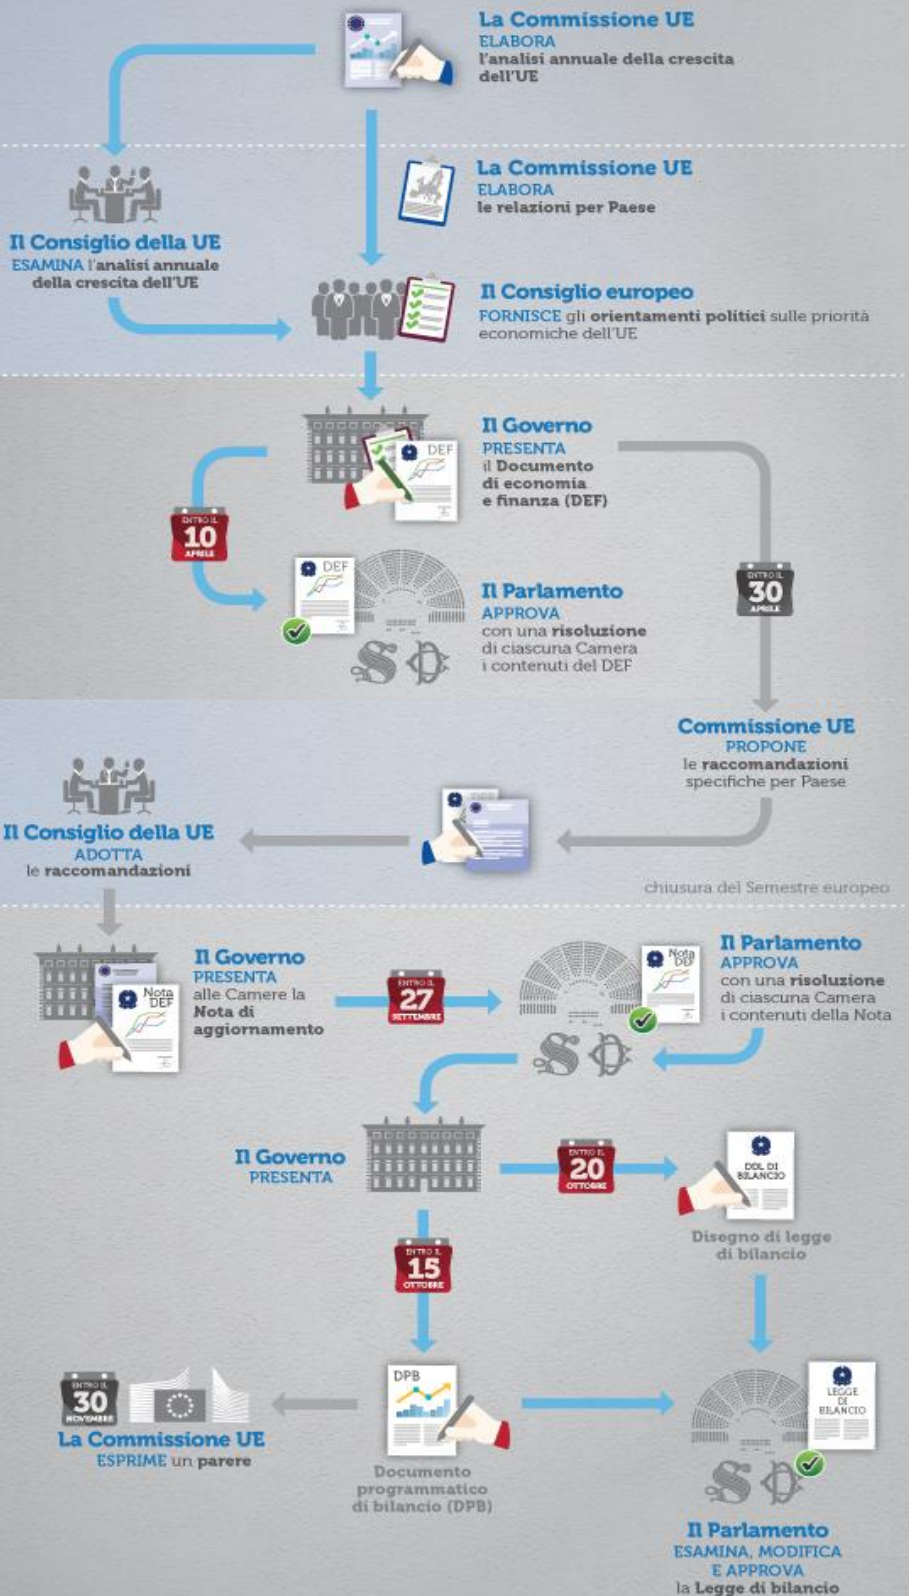 La Commissione UE
ELABORA
l'analisi annuale della crescita
dell'UE
La Commissione UE
ELABORA
le relazioni per Paese
Il Consiglio della UE
ESAMINA l'analisi annuale
della crescita dell'UE
Il Consiglio europeo
FORNISCE gli orientamenti politici sulle priorità
economiche dell'UE
Il Governo
PRESENTA
il Documento
di economia
e finanza (DEF)
DEF
ENTRO IL
10
APRILE
DEF
Il Parlamento
APPROVA
con una risoluzione
di ciascuna Camera
i contenuti del DEF
ENTRO IL
30
APRILE
Commissione UE
PROPONE
le raccomandazioni
specifiche per Paese
DEF
Il Consiglio della UE
ADOTTA
le raccomandazioni
chiusura del Semestre europeo
Il Governo
PRESENTA
alle Camere la
Nota di
aggiornamento
Nota
DEF
ENTRO IL
27
SETTEMBRE
Nota
DEF
Il Parlamento
APPROVA
con una risoluzione
di ciascuna Camera
i contenuti della Nota
Il Governo
PRESENTA
ENTRO IL
20
OTTOBRE
DDL DI
BILANCIO
Disegno di legge
di bilancio
ENTRO IL
15
OTTOBRE
ENTRO IL
30
NOVEMBRE
La Commissione UE
ESPRIME un parere
DPB
Documento
programmatico
di bilancio (DPB)
LEGGE
DI
BILANCIO
Il Parlamento
ESAMINA, MODIFICA
E APPROVA
la Legge di bilancio